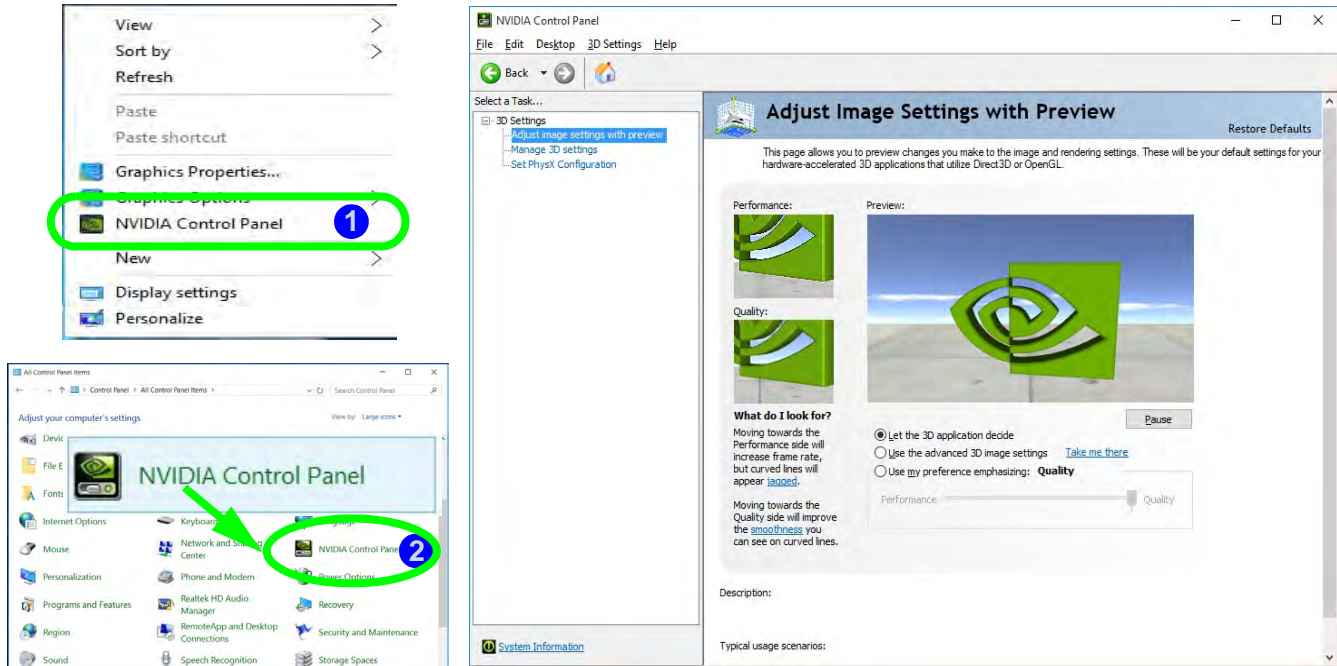 View
Sort by
Refresh
Paste
Paste shortcut
Graphics Properties...
Graphics Options
NVIDIA Control Panel
1
New
Display settings
Personalize
All Control Panel Items
Control Panel
All Control Panel Items
Search Control Panel
Adjust your computer's settings
View by: Large icons
Devic
File E
NVIDIA Control Panel
Fonts
Internet Options
Keyboard
Language
Mouse
Network and Sharing
Center
NVIDIA Control Pane
2
Personalization
Phone and Modem
Power Options
Programs and Features
Realtek HD Audio
Manager
Recovery
Region
RemoteApp and Desktop
Connections
Security and Maintenance
Sound
Speech Recognition
Storage Spaces
NVIDIA Control Panel
File Edit Desktop 3D Settings Help
Back
Select a Task...
3D Settings
Adjust image settings with preview
Manage 3D settings
Set PhysX Configuration
System Information
Adjust Image Settings with Preview
Restore Defaults
This page allows you to preview changes you make to the image and rendering settings. These will be your default settings for your
hardware-accelerated 3D applications that utilize Direct3D or OpenGL.
Performance:
Quality:
What do I look for?
Moving towards the
Performance side will
increase frame rate,
but curved lines will
appear jagged.
Moving towards the
Quality side will improve
the smoothness you
can see on curved lines.
Preview:
Pause
Let the 3D application decide
Use the advanced 3D image settings Take me there
Use my preference emphasizing: Quality
Performance
Quality
Description:
Typical usage scenarios: